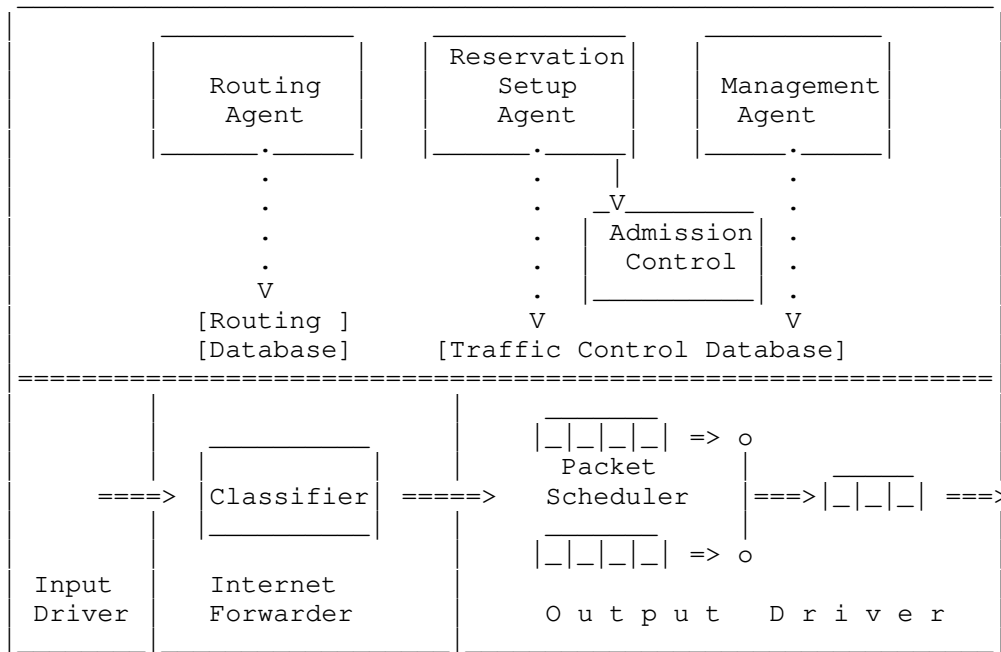 Routing Agent
Reservation Setup Agent
Management Agent
Admission Control
[Routing ]
[Database]
[Traffic Control Database]
Classifier
Packet Scheduler
Input Driver
Internet Forwarder
O u t p u t   D r i v e r